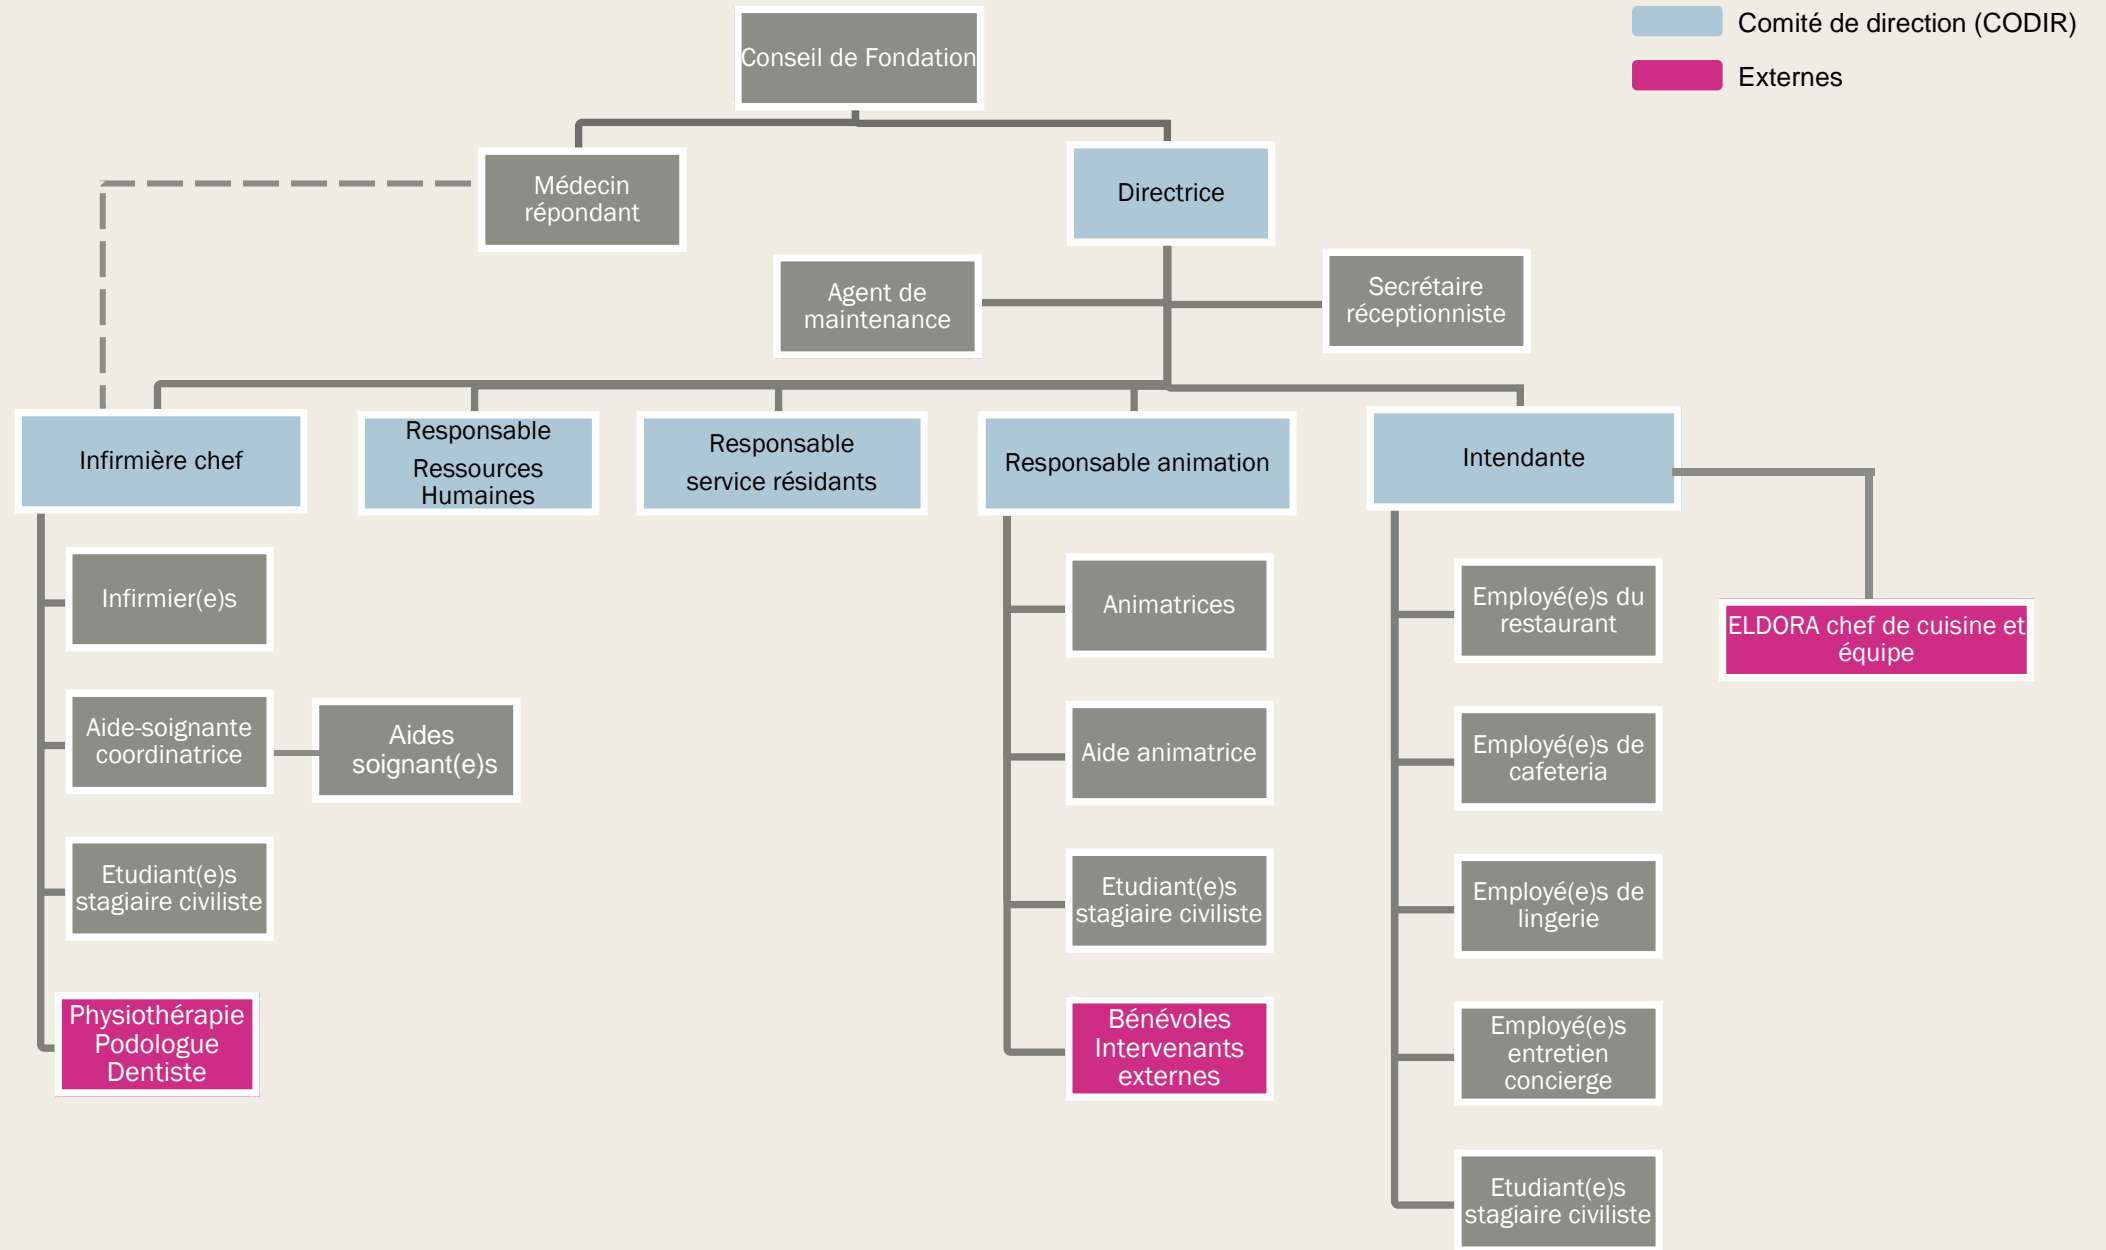 Comité de direction (CODIR)
Externes
Conseil de Fondation
Médecin
répondant
Directrice
Agent de
maintenance
Secrétaire
réceptionniste
Infirmière chef
Responsable
Ressources
Humaines
Responsable
service résidants
Responsable animation
Intendante
Infirmier(e)s
Aide-soignante
coordinatrice
Aides
soignant(e)s
Etudiant(e)s
stagiaire civiliste
Physiothérapie
Podologue
Dentiste
Animatrices
Aide animatrice
Etudiant(e)s
stagiaire civiliste
Bénévoles
Intervenants
externes
Employé(e)s du
restaurant
Employé(e)s de
cafeteria
Employé(e)s de
lingerie
Employé(e)s
entretien
concierge
Etudiant(e)s
stagiaire civiliste
ELDORA chef de cuisine et
équipe